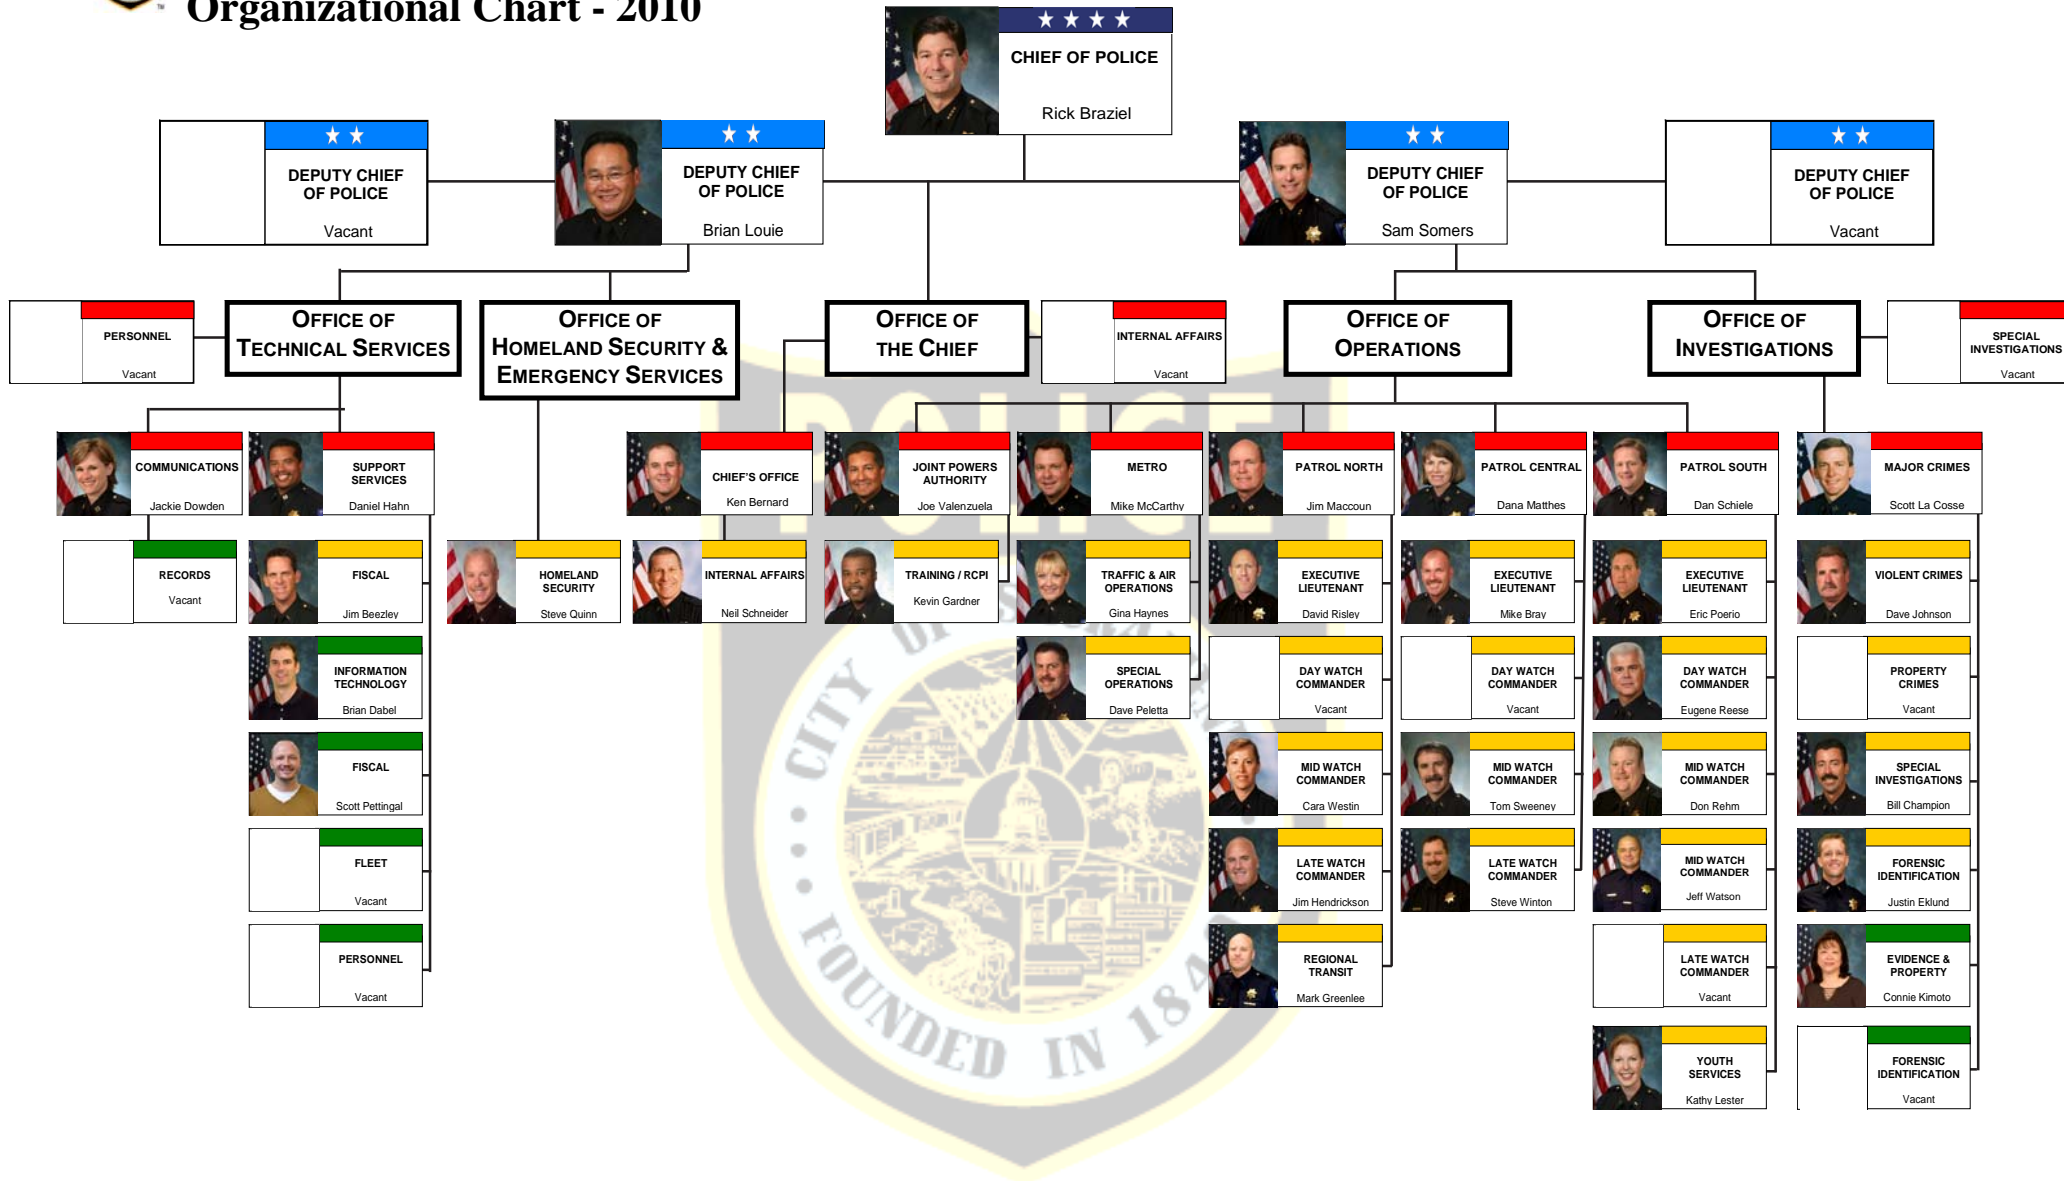 Organizational Chart - 2010
CHIEF OF POLICE
Rick Braziel
DEPUTY CHIEF
OF POLICE
Vacant
DEPUTY CHIEF
OF POLICE
Brian Louie
DEPUTY CHIEF
OF POLICE
Sam Somers
DEPUTY CHIEF
OF POLICE
Vacant
PERSONNEL
Vacant
OFFICE OF
TECHNICAL SERVICES
OFFICE OF
HOMELAND SECURITY &
EMERGENCY SERVICES
OFFICE OF
THE CHIEF
INTERNAL AFFAIRS
Vacant
OFFICE OF
OPERATIONS
OFFICE OF
INVESTIGATIONS
SPECIAL
INVESTIGATIONS
Vacant
COMMUNICATIONS
Jackie Dowden
SUPPORT
SERVICES
Daniel Hahn
CHIEF'S OFFICE
Ken Bernard
JOINT POWERS
AUTHORITY
Joe Valenzuela
METRO
Mike McCarthy
PATROL NORTH
Jim Maccoun
PATROL CENTRAL
Dana Matthes
PATROL SOUTH
Dan Schiele
MAJOR CRIMES
Scott La Cosse
RECORDS
Vacant
FISCAL
Jim Beezley
HOMELAND
SECURITY
Steve Quinn
INTERNAL AFFAIRS
Neil Schneider
TRAINING / RCPI
Kevin Gardner
TRAFFIC & AIR
OPERATIONS
Gina Haynes
EXECUTIVE
LIEUTENANT
David Risley
EXECUTIVE
LIEUTENANT
Mike Bray
EXECUTIVE
LIEUTENANT
Eric Poerio
VIOLENT CRIMES
Dave Johnson
INFORMATION
TECHNOLOGY
Brian Dabel
SPECIAL
OPERATIONS
Dave Peletta
DAY WATCH
COMMANDER
Vacant
DAY WATCH
COMMANDER
Vacant
DAY WATCH
COMMANDER
Eugene Reese
PROPERTY
CRIMES
Vacant
FISCAL
Scott Pettingal
MID WATCH
COMMANDER
Cara Westin
MID WATCH
COMMANDER
Tom Sweeney
MID WATCH
COMMANDER
Don Rehm
SPECIAL
INVESTIGATIONS
Bill Champion
FLEET
Vacant
LATE WATCH
COMMANDER
Jim Hendrickson
LATE WATCH
COMMANDER
Steve Winton
MID WATCH
COMMANDER
Jeff Watson
FORENSIC
IDENTIFICATION
Justin Eklund
PERSONNEL
Vacant
REGIONAL
TRANSIT
Mark Greenlee
LATE WATCH
COMMANDER
Vacant
EVIDENCE &
PROPERTY
Connie Kimoto
YOUTH
SERVICES
Kathy Lester
FORENSIC
IDENTIFICATION
Vacant
POLICE
CITY OF
FOUNDED IN